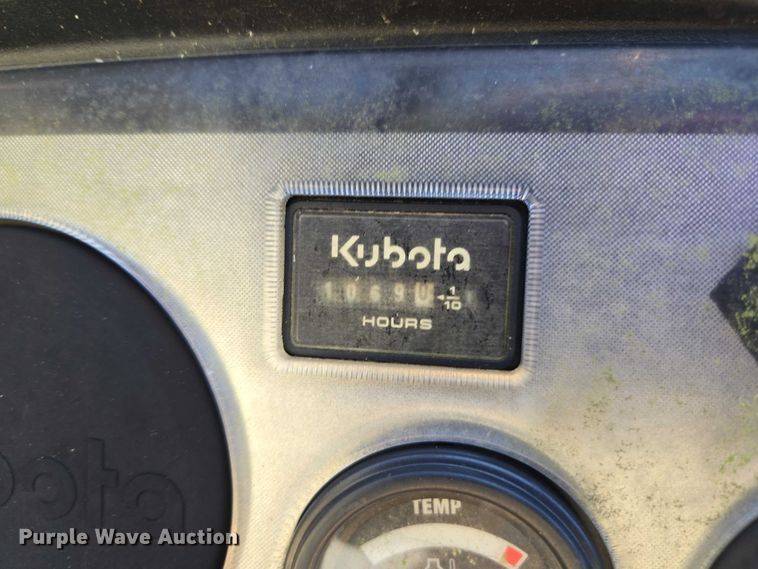 Kubota
1069
1/10
HOURS
TEMP
Purple Wave Auction